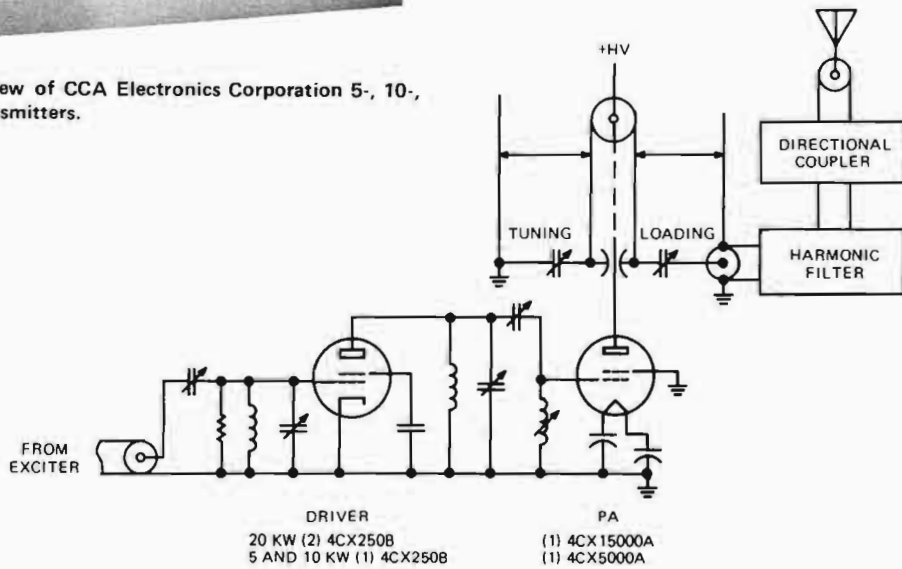 ew of CCA Electronics Corporation 5-, 10-,
smitters.
+HV
DIRECTIONAL
COUPLER
TUNING
LOADING
HARMONIC
FILTER
FROM
EXCITER
DRIVER
20 KW (2) 4CX250B
5 AND 10 KW (1) 4CX250B
PA
(1) 4CX15000A
(1) 4CX5000A